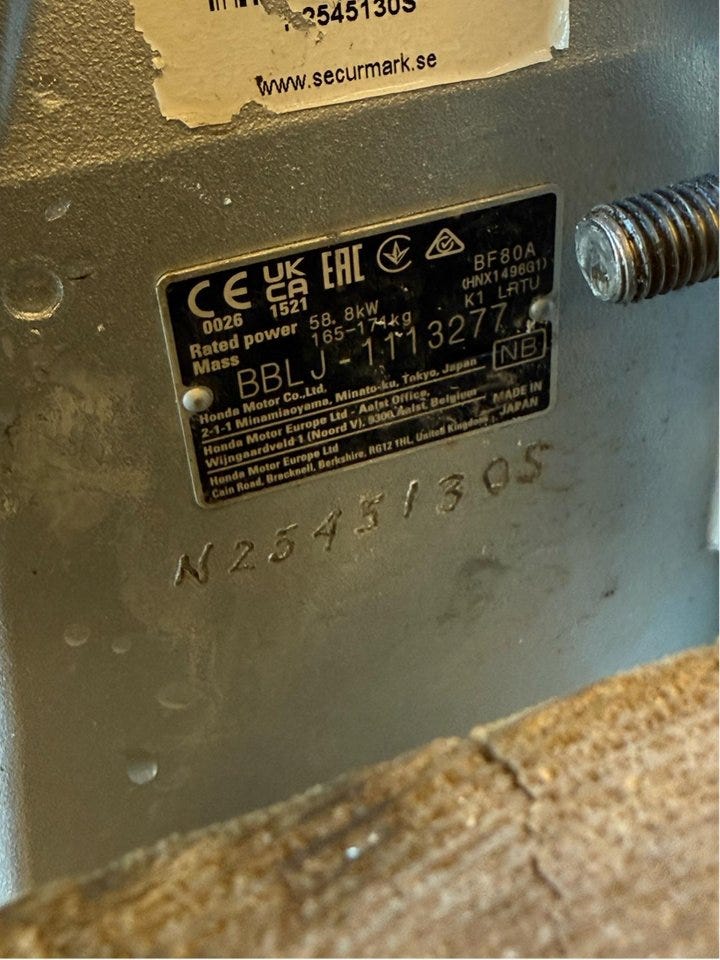 2545130S
www.securmark.se
CE UKCA EAC
0026 1521
BF80A
(HNX1496G1)
K1 LRTU
Rated power 58.8kW
Mass 165-171kg
BBLJ-1113277
NB
Honda Motor Co., Ltd.
2-1-1 Minamiaoyama, Minato-ku, Tokyo, Japan
Honda Motor Europe Ltd - Aalst Office,
Wijngaardveld 1 (Noord V), 9300 Aalst, Belgium
MADE IN
JAPAN
Honda Motor Europe Ltd
Cain Road, Bracknell, Berkshire, RG12 1HL, United Kingdom
N2545130S